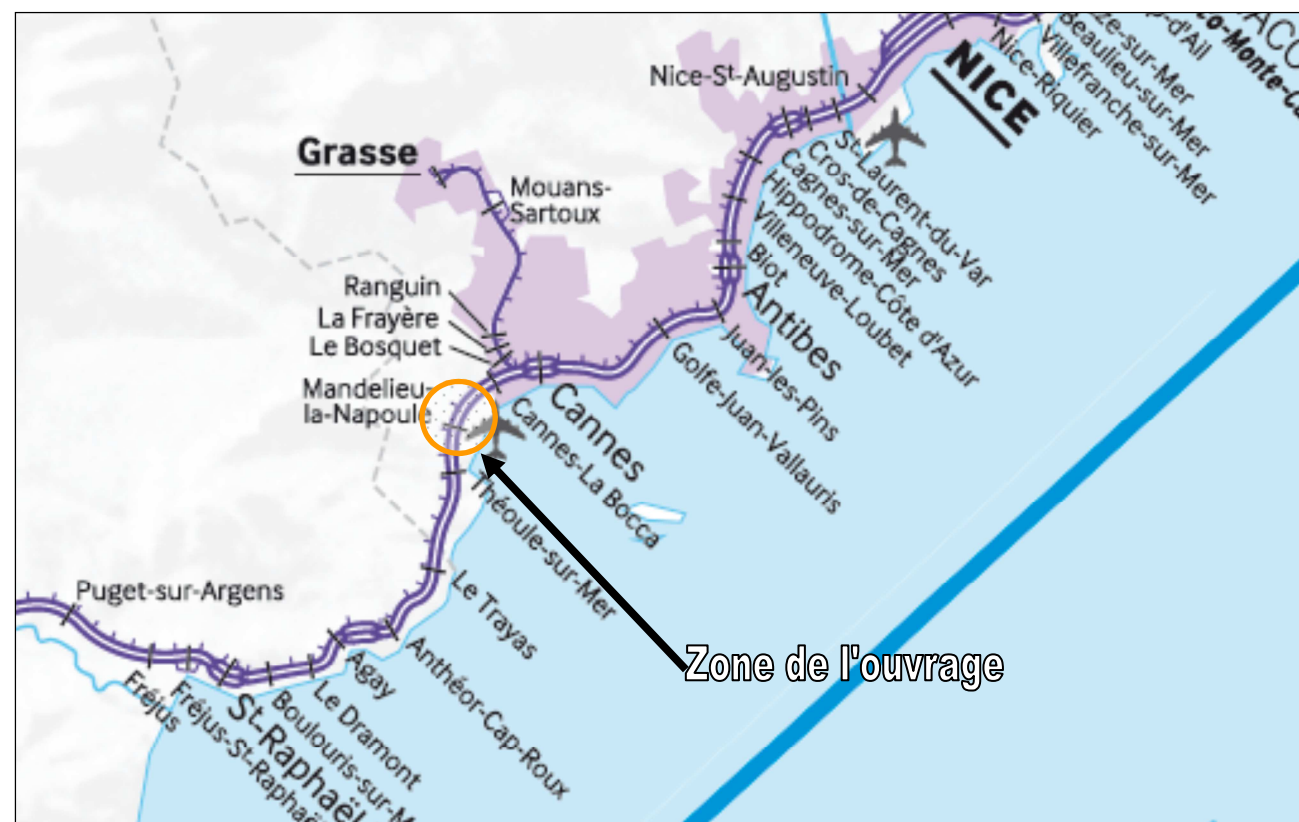 Nice-St-Augustin
NICE
Nice-Riquier
Villefranche-sur-Mer
Beaulieu-sur-Mer
Grasse
Mouans-
Sartoux
St-Laurent-du-Var
Cros-de-Cagnes
Cagnes-sur-Mer
Hippodrome-Côte d'Azur
Villeneuve-Loubet
Biot
Antibes
Juan-les-Pins
Golfe-Juan-Vallauris
Ranguin
La Frayère
Le Bosquet
Cannes
Cannes-La Bocca
Mandelieu-
la-Napoule
Théoule-sur-Mer
Le Trayas
Zone de l'ouvrage
Puget-sur-Argens
Anthéor-Cap-Roux
Agay
Le Dramont
Boulouris-sur-M
St-Raphaël
Fréjus-St-Raphaë
Fréjus